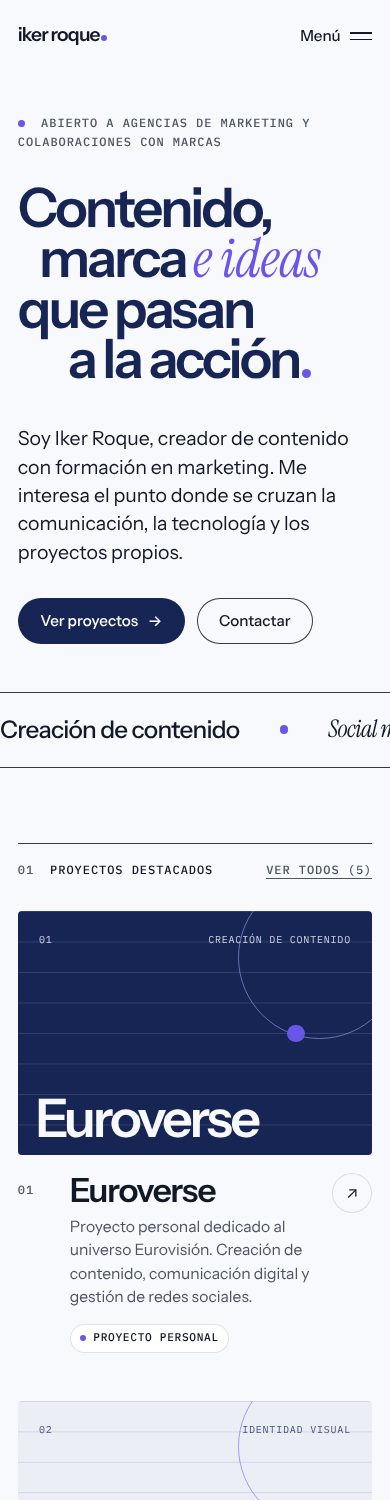 iker roque.
Menú
ABIERTO A AGENCIAS DE MARKETING Y
COLABORACIONES CON MARCAS
Contenido,
marca e ideas
que pasan
a la acción.
Soy Iker Roque, creador de contenido
con formación en marketing. Me
interesa el punto donde se cruzan la
comunicación, la tecnología y los
proyectos propios.
Ver proyectos →
Contactar
Creación de contenido • Social
01 PROYECTOS DESTACADOS
VER TODOS (5)
01
CREACIÓN DE CONTENIDO
Euroverse
01
Euroverse
Proyecto personal dedicado al
universo Eurovisión. Creación de
contenido, comunicación digital y
gestión de redes sociales.
PROYECTO PERSONAL
02
IDENTIDAD VISUAL